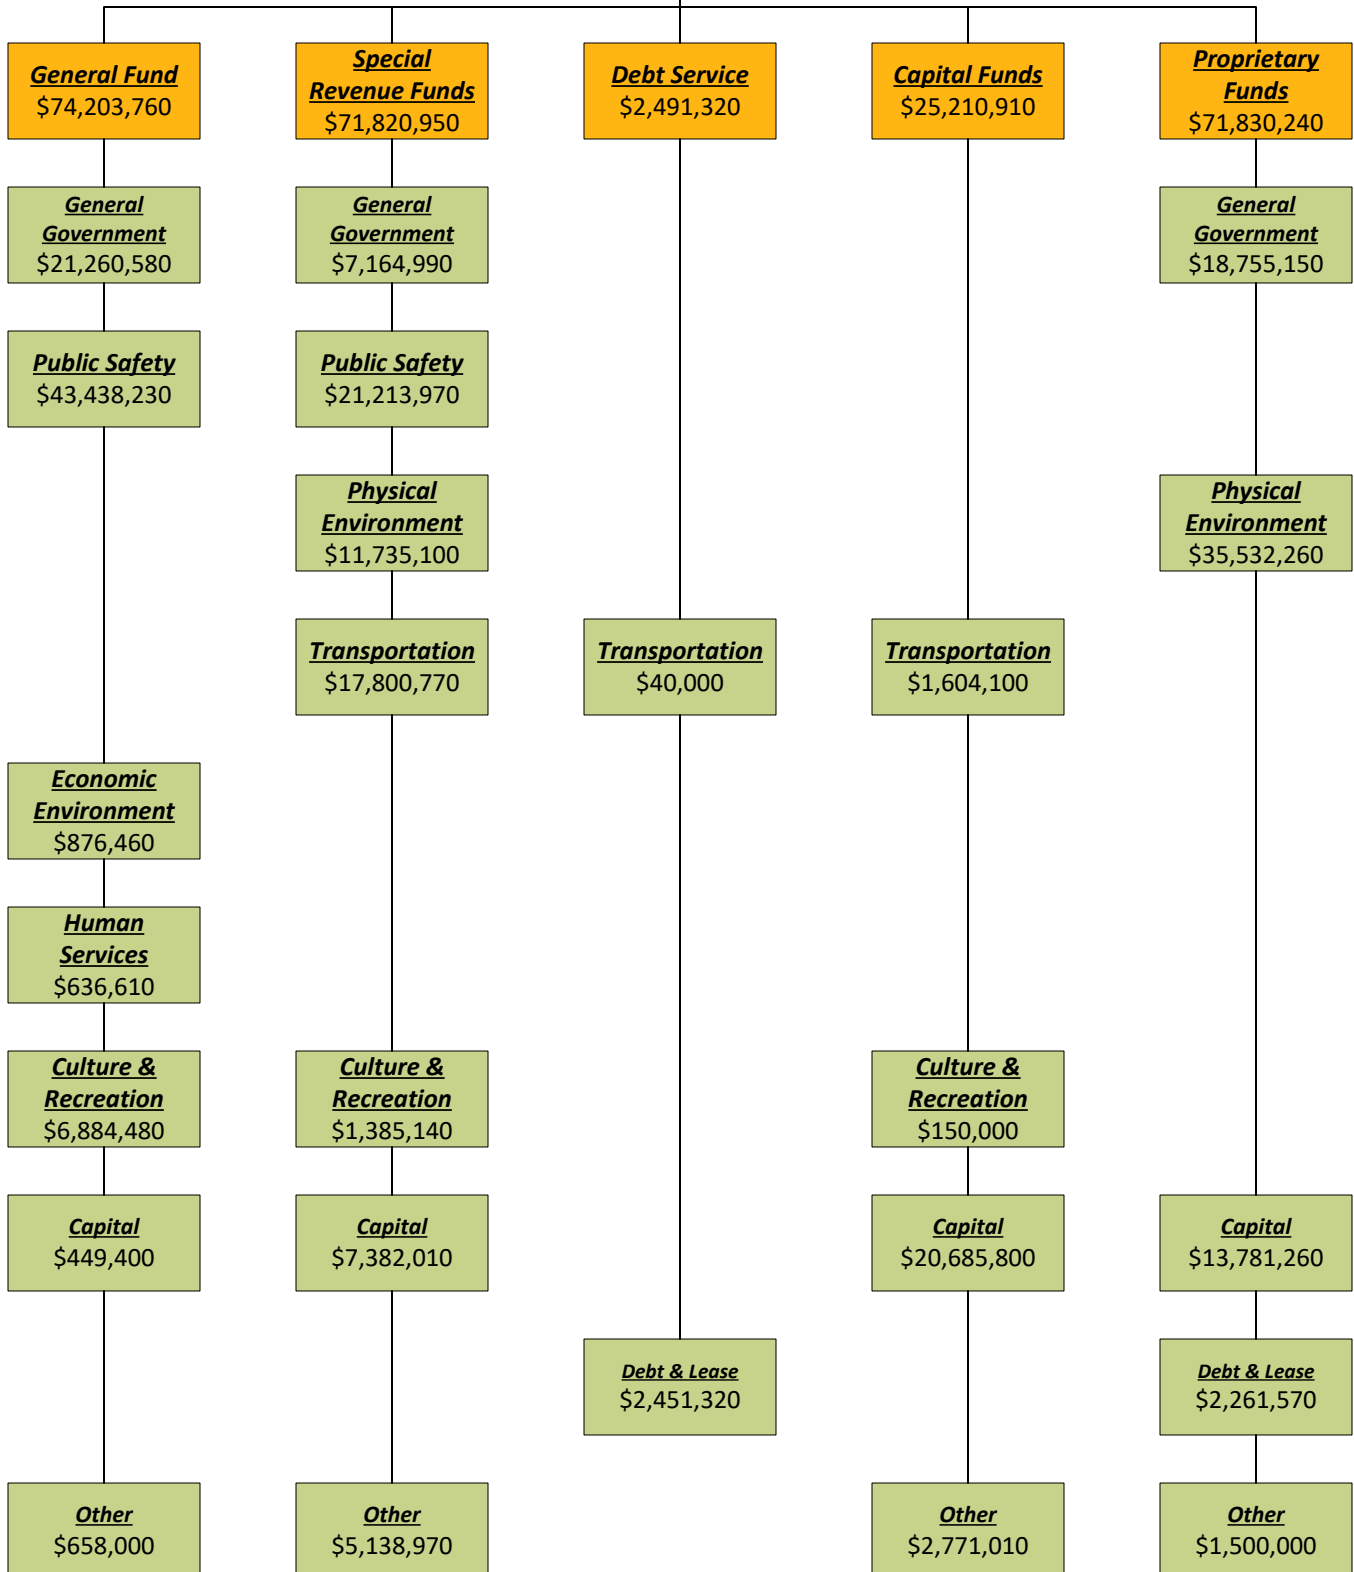 General Fund
$74,203,760
Special
Revenue Funds
$71,820,950
Debt Service
$2,491,320
Capital Funds
$25,210,910
Proprietary
Funds
$71,830,240
General
Government
$21,260,580
General
Government
$7,164,990
General
Government
$18,755,150
Public Safety
$43,438,230
Public Safety
$21,213,970
Physical
Environment
$11,735,100
Physical
Environment
$35,532,260
Transportation
$17,800,770
Transportation
$40,000
Transportation
$1,604,100
Economic
Environment
$876,460
Human
Services
$636,610
Culture &
Recreation
$6,884,480
Culture &
Recreation
$1,385,140
Culture &
Recreation
$150,000
Capital
$449,400
Capital
$7,382,010
Capital
$20,685,800
Capital
$13,781,260
Debt & Lease
$2,451,320
Debt & Lease
$2,261,570
Other
$658,000
Other
$5,138,970
Other
$2,771,010
Other
$1,500,000